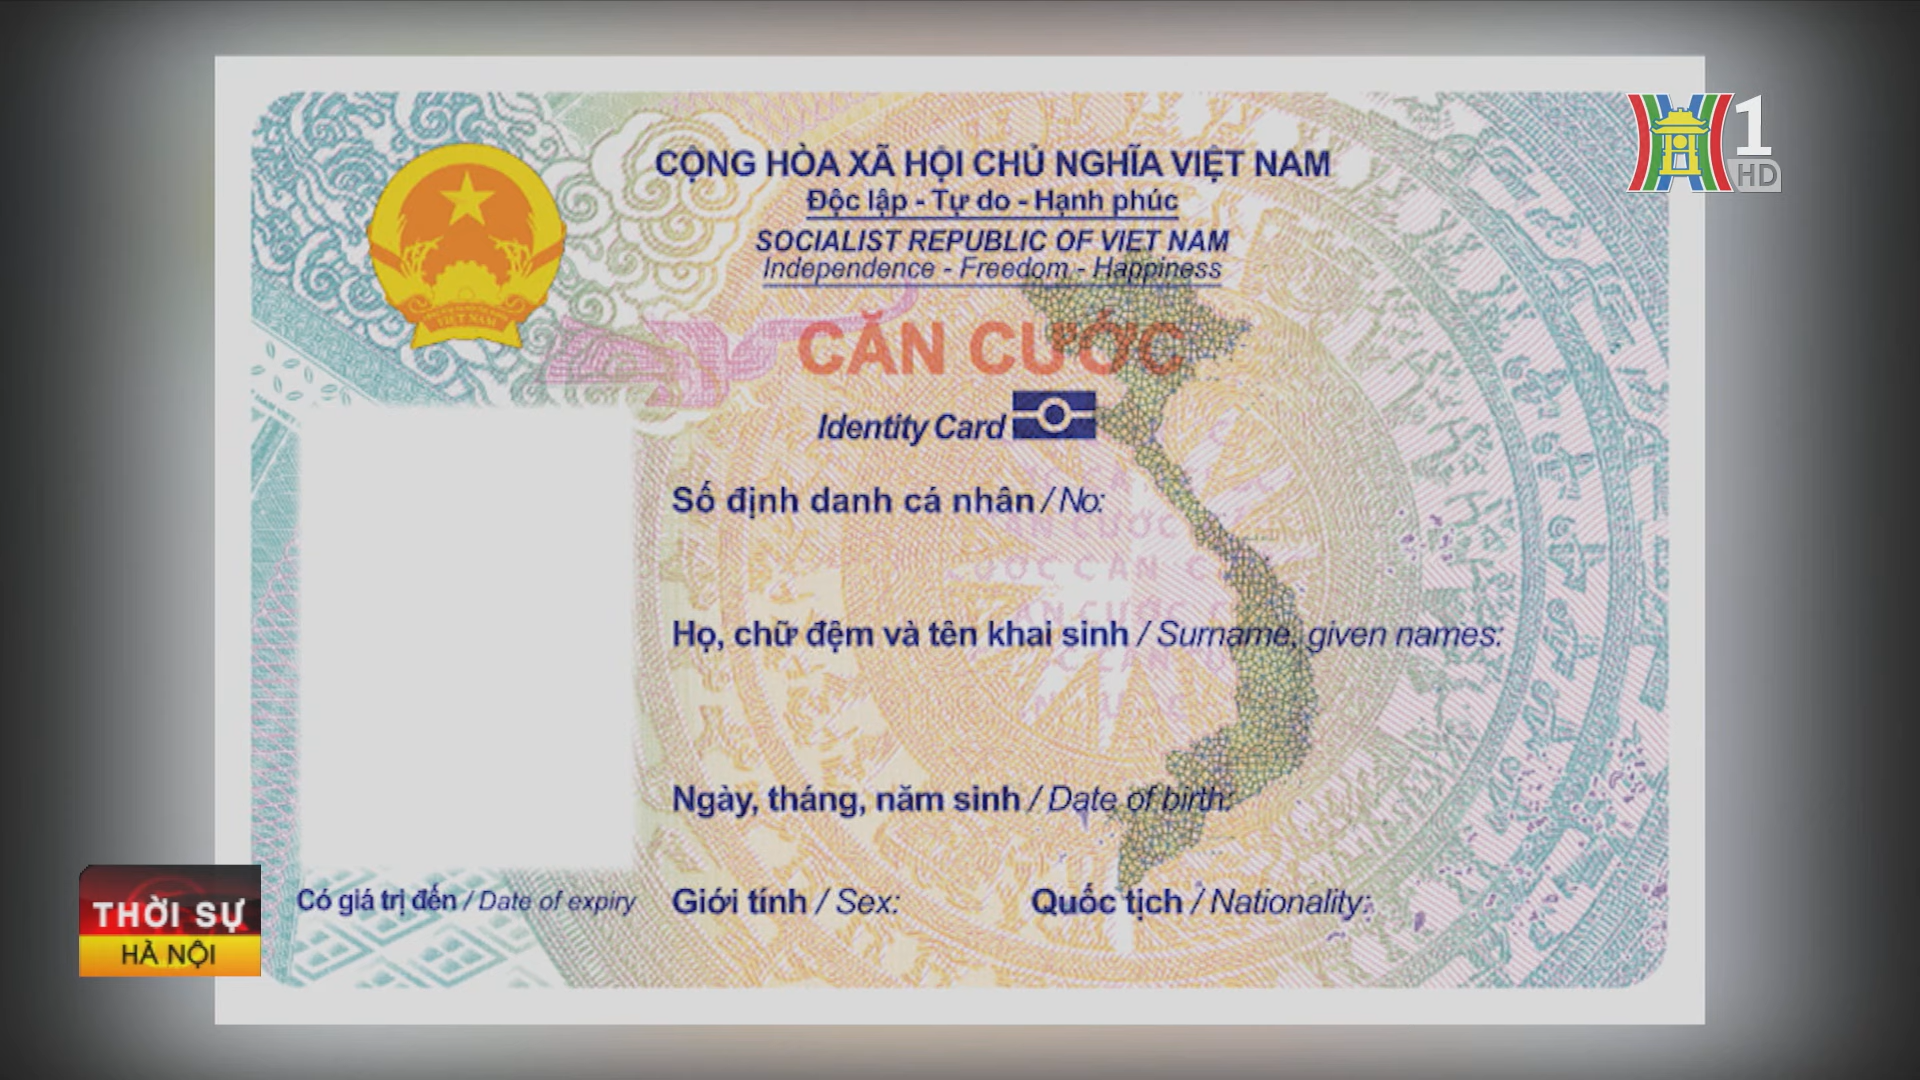 CỘNG HÒA XÃ HỘI CHỦ NGHĨA VIỆT NAM
Độc lập - Tự do - Hạnh phúc
SOCIALIST REPUBLIC OF VIET NAM
Independence - Freedom - Happiness
1
HD
VIỆT NAM
CĂN CƯỚC
Identity Card
Số định danh cá nhân / No:
Họ, chữ đệm và tên khai sinh / Surname, given names:
Ngày, tháng, năm sinh / Date of birth:
Có giá trị đến / Date of expiry
Giới tính / Sex:
Quốc tịch / Nationality:
THỜI SỰ
HÀ NỘI